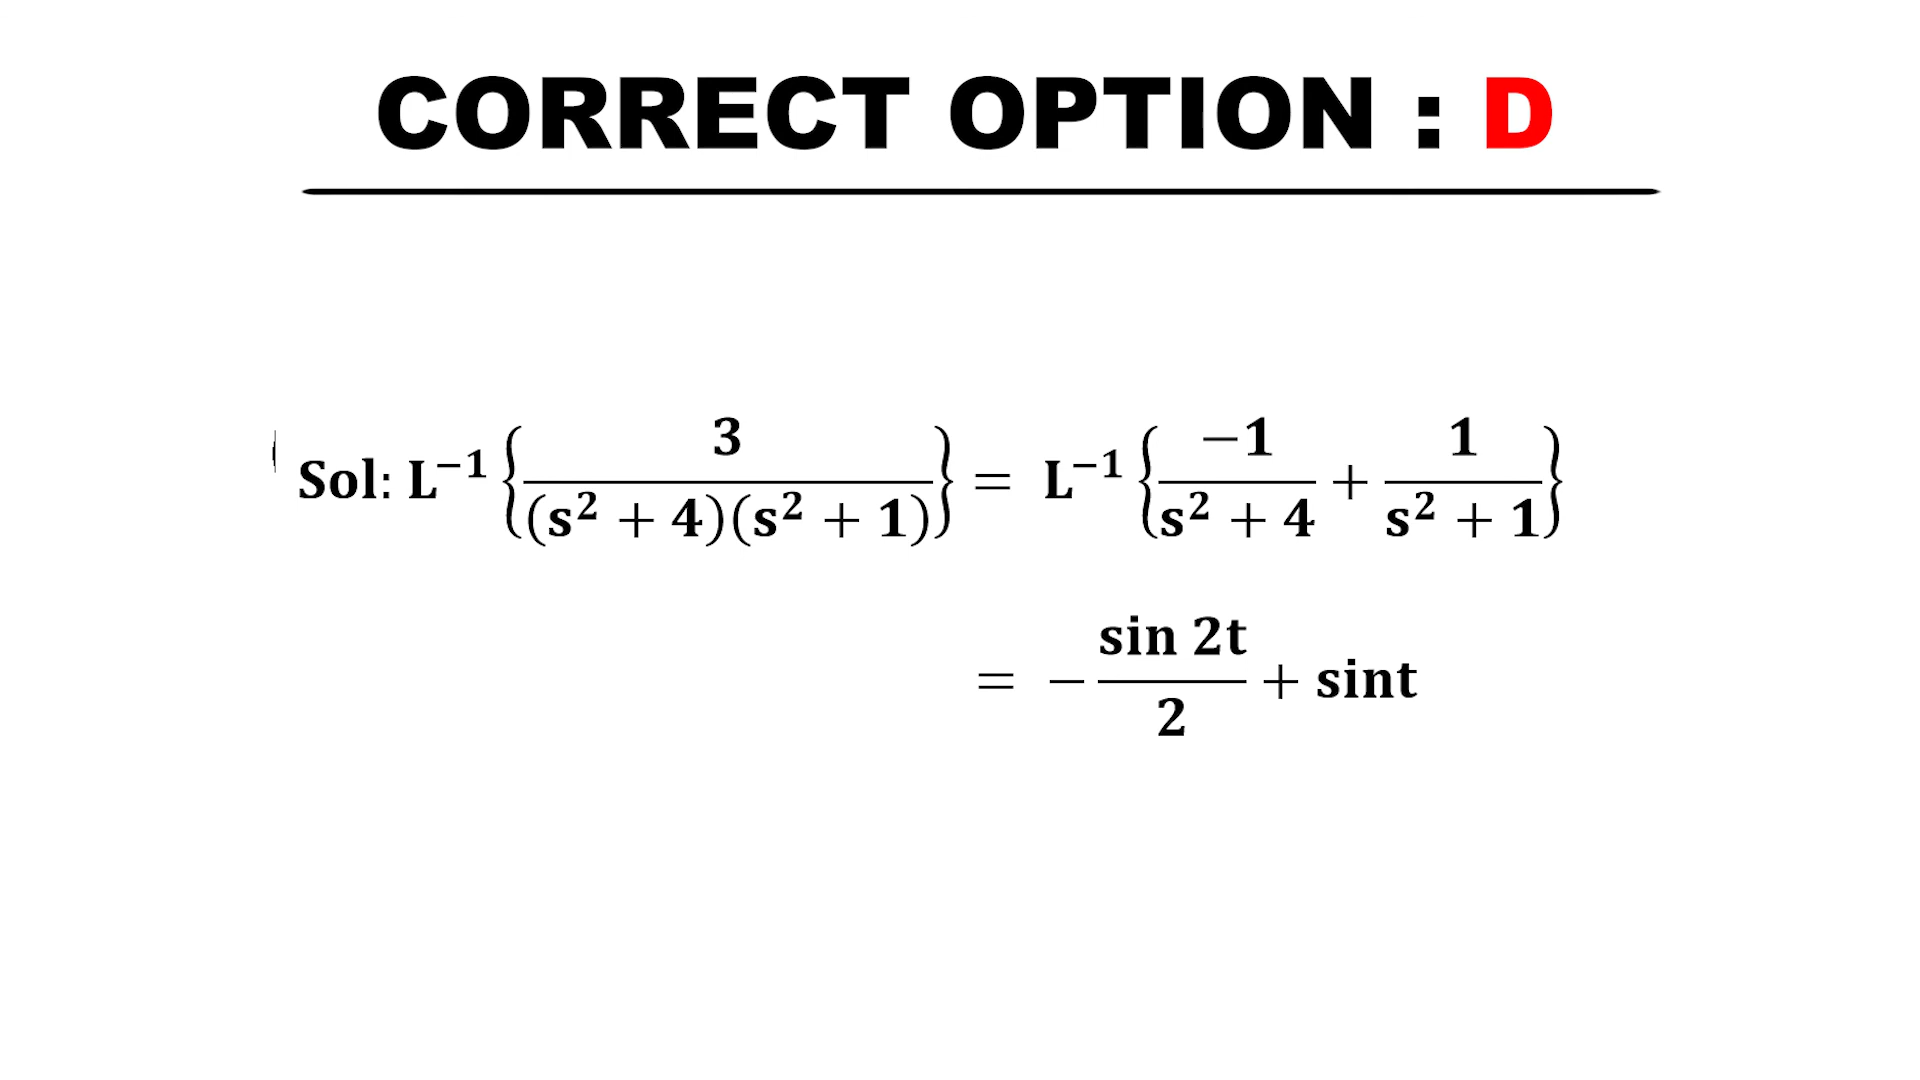 CORRECT OPTION : D
Sol: L⁻¹ {3 / ((s² + 4)(s² + 1))} = L⁻¹ {−1 / (s² + 4) + 1 / (s² + 1)}
= − sin 2t / 2 + sint